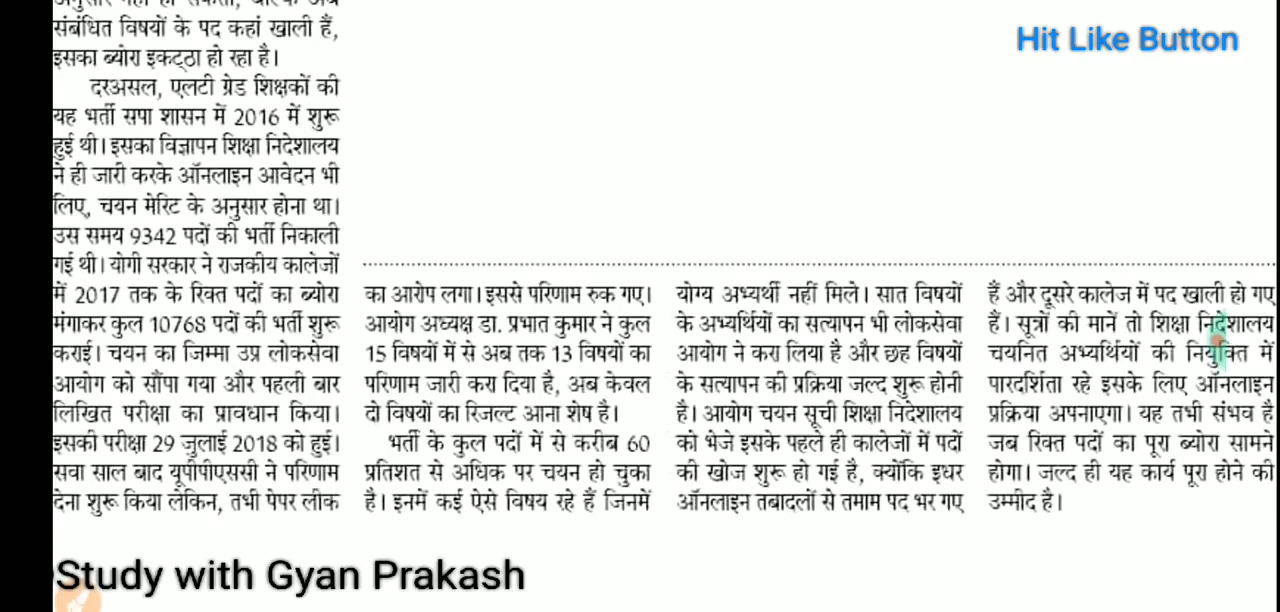 संबंधित विषयों के पद कहां खाली हैं,
इसका ब्योरा इकट्ठा हो रहा है।
दरअसल, एलटी ग्रेड शिक्षकों की
यह भर्ती सपा शासन में 2016 में शुरू
हुई थी। इसका विज्ञापन शिक्षा निदेशालय
ने ही जारी करके ऑनलाइन आवेदन भी
लिए, चयन मेरिट के अनुसार होना था।
उस समय 9342 पदों की भर्ती निकाली
गई थी। योगी सरकार ने राजकीय कालेजों
में 2017 तक के रिक्त पदों का ब्योरा
मंगाकर कुल 10768 पदों की भर्ती शुरू
कराई। चयन का जिम्मा उप्र लोकसेवा
आयोग को सौंपा गया और पहली बार
लिखित परीक्षा का प्रावधान किया।
इसकी परीक्षा 29 जुलाई 2018 को हुई।
सवा साल बाद यूपीपीएससी ने परिणाम
देना शुरू किया लेकिन, तभी पेपर लीक
का आरोप लगा। इससे परिणाम रुक गए।
आयोग अध्यक्ष डा. प्रभात कुमार ने कुल
15 विषयों में से अब तक 13 विषयों का
परिणाम जारी करा दिया है, अब केवल
दो विषयों का रिजल्ट आना शेष है।
भर्ती के कुल पदों में से करीब 60
प्रतिशत से अधिक पर चयन हो चुका
है। इनमें कई ऐसे विषय रहे हैं जिनमें
योग्य अभ्यर्थी नहीं मिले। सात विषयों
के अभ्यर्थियों का सत्यापन भी लोकसेवा
आयोग ने करा लिया है और छह विषयों
के सत्यापन की प्रक्रिया जल्द शुरू होनी
है। आयोग चयन सूची शिक्षा निदेशालय
को भेजे इसके पहले ही कालेजों में पदों
की खोज शुरू हो गई है, क्योंकि इधर
ऑनलाइन तबादलों से तमाम पद भर गए
हैं और दूसरे कालेज में पद खाली हो गए
हैं। सूत्रों की मानें तो शिक्षा निदेशालय
चयनित अभ्यर्थियों की नियुक्ति में
पारदर्शिता रहे इसके लिए ऑनलाइन
प्रक्रिया अपनाएगा। यह तभी संभव है
जब रिक्त पदों का पूरा ब्योरा सामने
होगा। जल्द ही यह कार्य पूरा होने की
उम्मीद है।
Hit Like Button
Study with Gyan Prakash